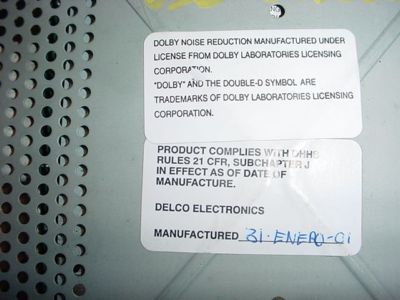 DOLBY NOISE REDUCTION MANUFACTURED UNDER
LICENSE FROM DOLBY LABORATORIES LICENSING
CORPORATION.
"DOLBY" AND THE DOUBLE-D SYMBOL ARE
TRADEMARKS OF DOLBY LABORATORIES LICENSING
CORPORATION.
PRODUCT COMPLIES WITH DHHS
RULES 21 CFR, SUBCHAPTER J
IN EFFECT AS OF DATE OF
MANUFACTURE.
DELCO ELECTRONICS
MANUFACTURED 31-ENERO-01